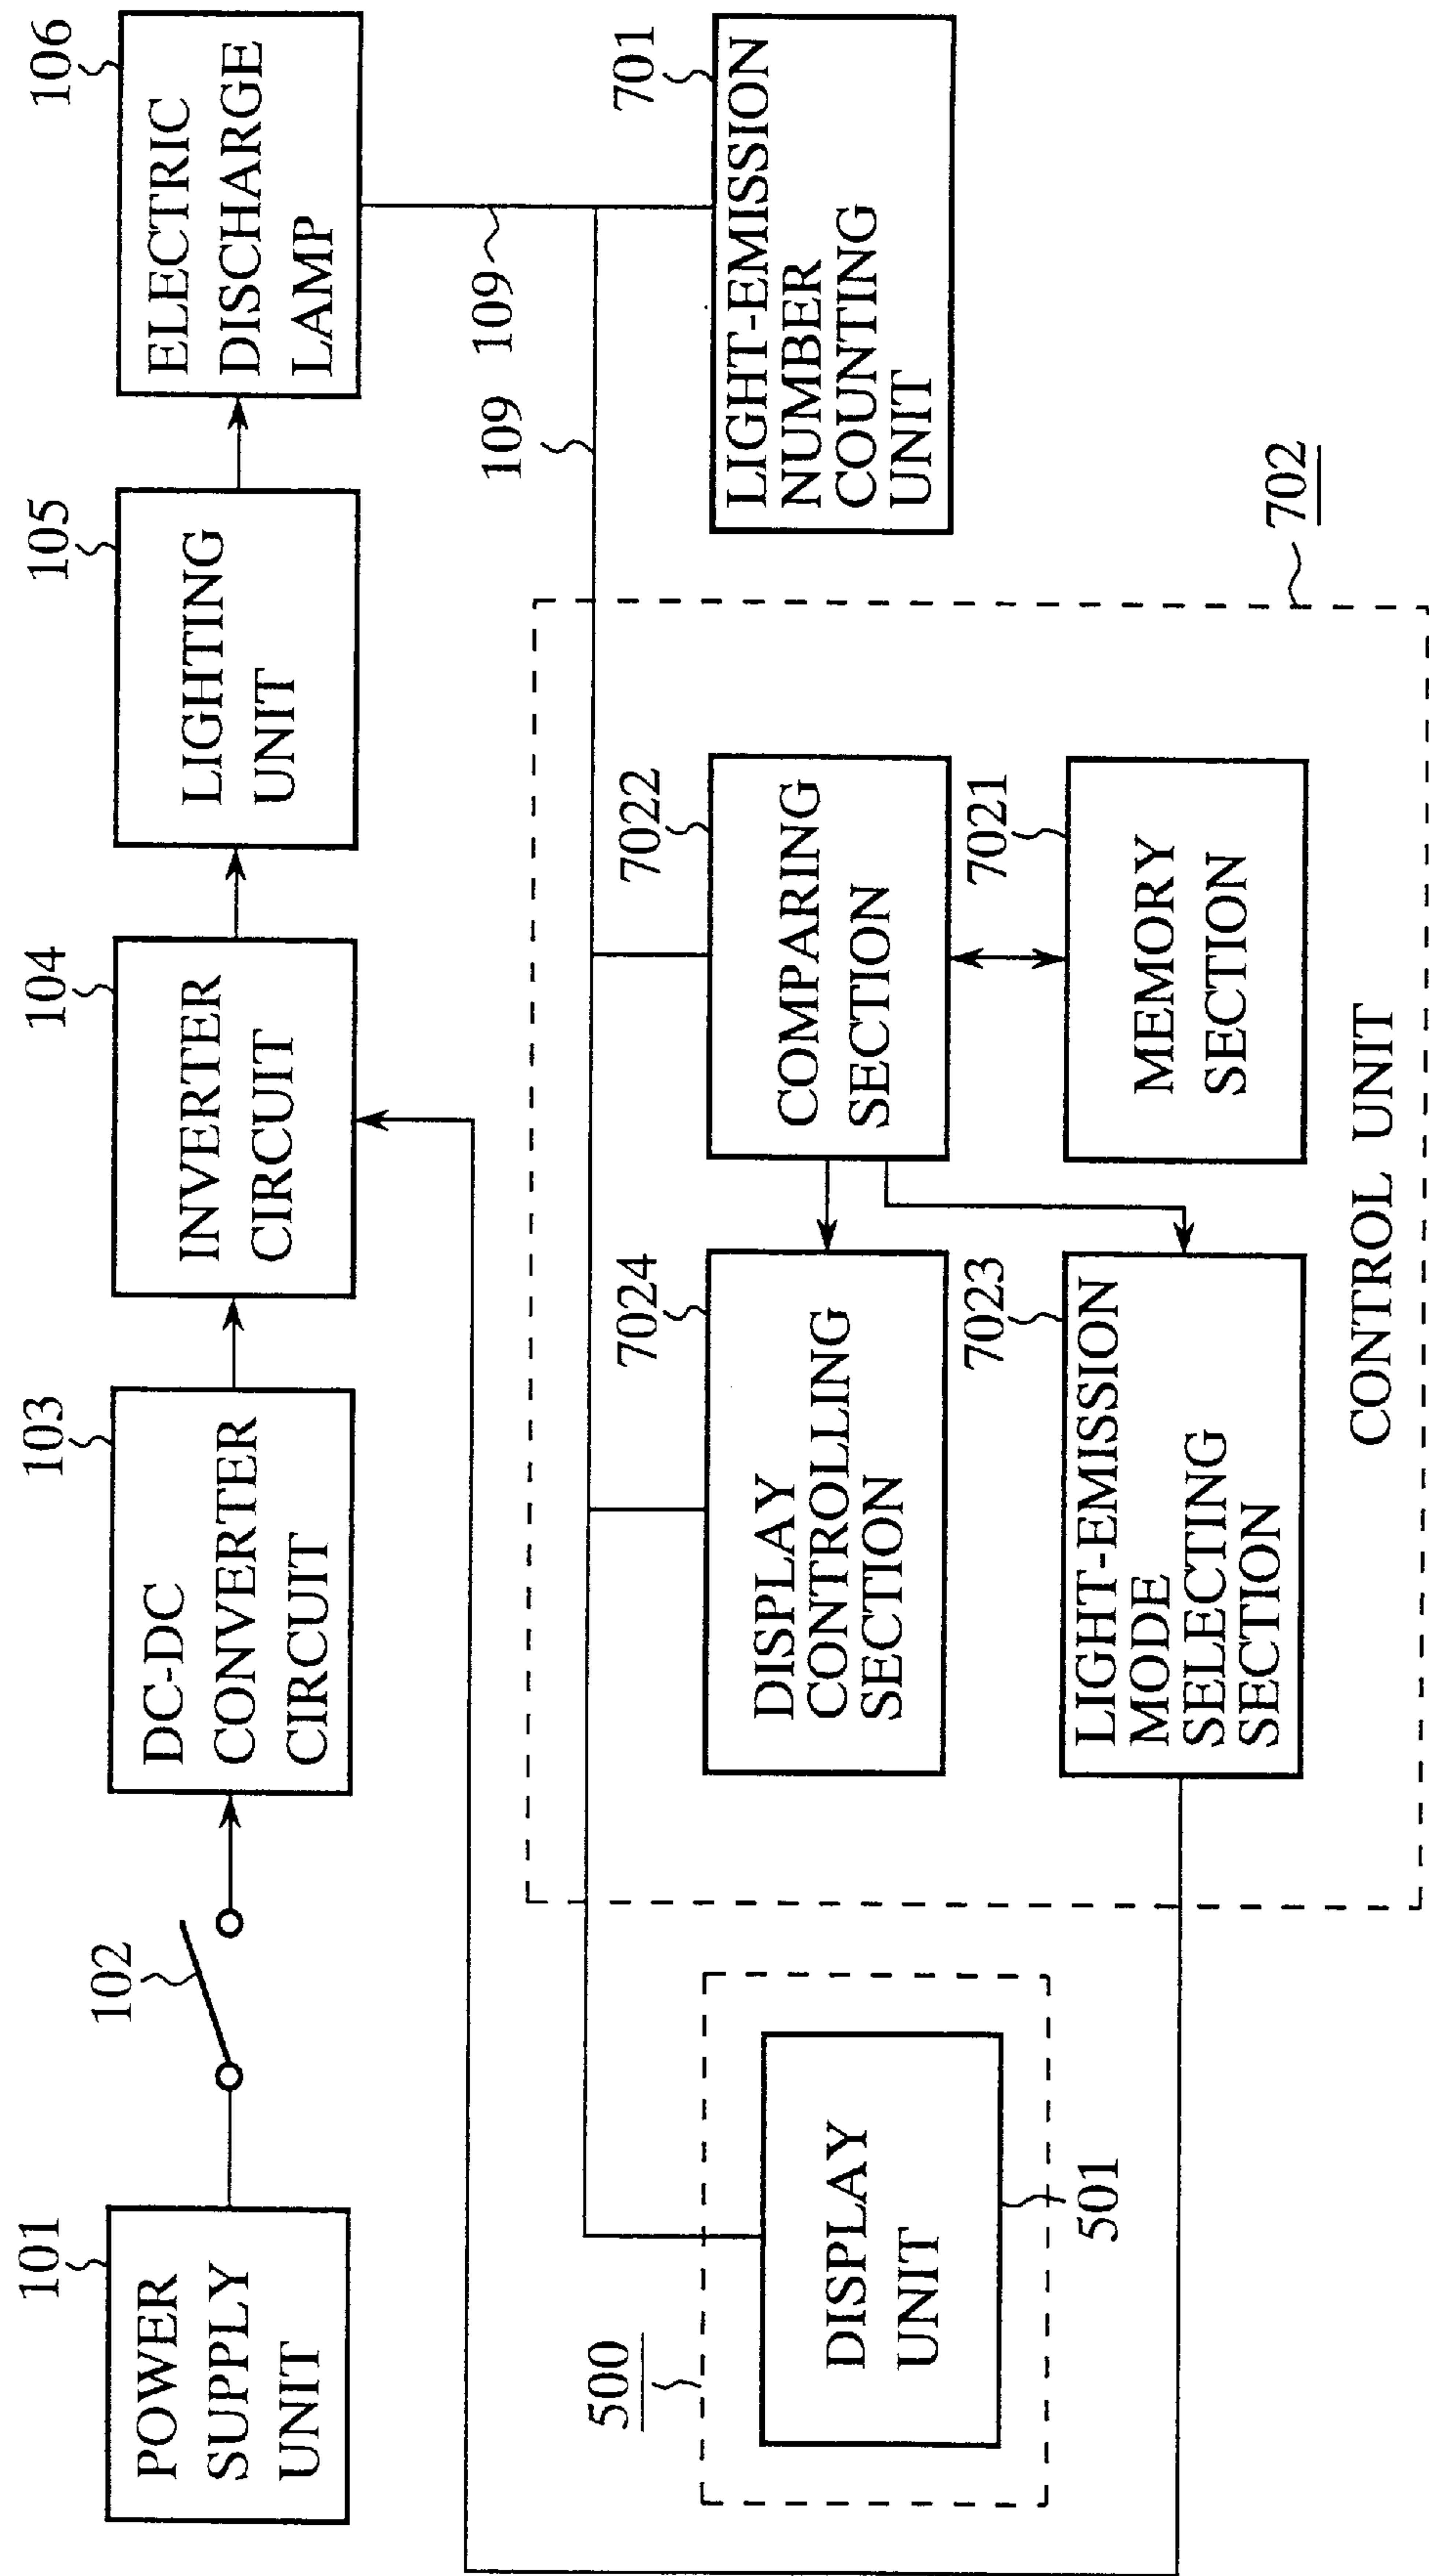 101
POWER
SUPPLY
UNIT
102
103
DC-DC
CONVERTER
CIRCUIT
104
INVERTER
CIRCUIT
105
LIGHTING
UNIT
106
ELECTRIC
DISCHARGE
LAMP
109
109
701
LIGHT-EMISSION
NUMBER
COUNTING
UNIT
500
DISPLAY
UNIT
501
702
7024
DISPLAY
CONTROLLING
SECTION
7022
COMPARING
SECTION
7023
LIGHT-EMISSION
MODE
SELECTING
SECTION
7021
MEMORY
SECTION
CONTROL UNIT